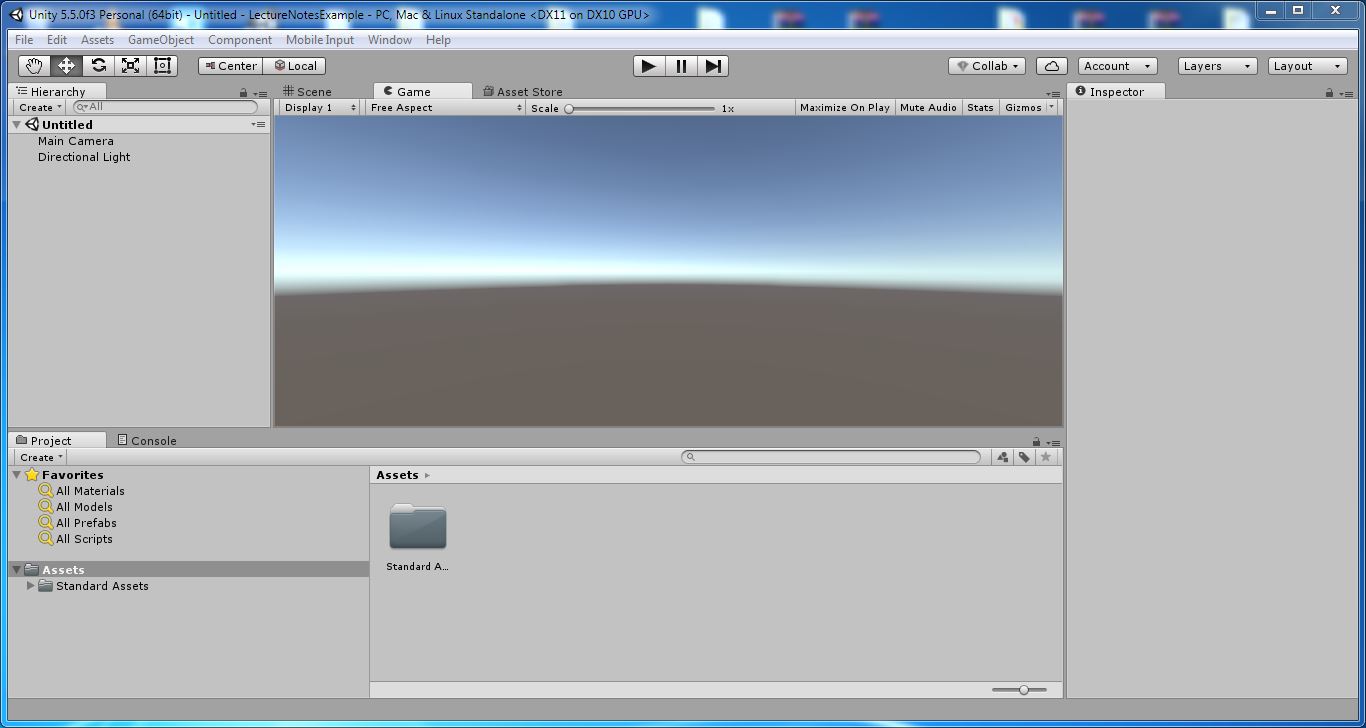 Unity 5.5.0f3 Personal (64bit) - Untitled - LectureNotesExample - PC, Mac & Linux Standalone <DX11 on DX10 GPU>
File Edit Assets GameObject Component Mobile Input Window Help
Center Local Collab Account Layers Layout
Hierarchy Scene Game Asset Store Inspector
Create All Display 1 Free Aspect Scale 1x Maximize On Play Mute Audio Stats Gizmos
Untitled
Main Camera
Directional Light
Project Console
Create
Favorites Assets
All Materials
All Models
All Prefabs
All Scripts
Standard A...
Assets
Standard Assets